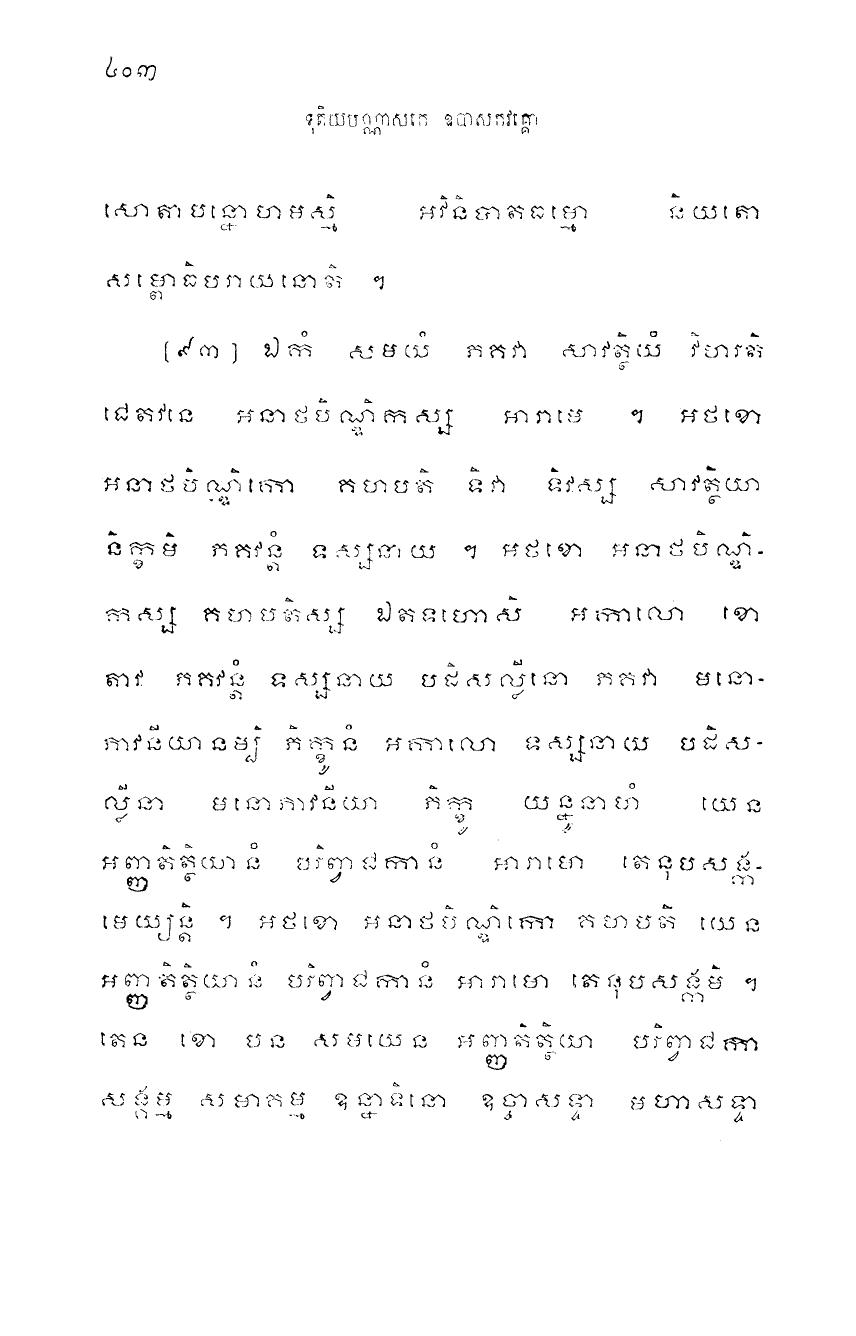 ៤០៣
ទុតិយបណ្ណាសកេ ឧបាសកវគ្គោ
សោតាបន្នោហមស្មិ អវិនិបាតធម្មោ និយតោ
សម្ពោធិបរាយនោតិ ។
[៩៣] ឯកំ សមយំ ភគវា សាវត្ថិយំ វិហរតិ
ជេតវនេ អនាថបិណ្ឌិកស្ស អារាមេ ។ អថខោ
អនាថបិណ្ឌិកោ គហបតិ ទិវា ទិវស្ស សាវត្ថិយា
និក្ខមិ ភគវន្តំ ទស្សនាយ ។ អថខោ អនាថបិណ្ឌិ-
កស្ស គហបតិស្ស ឯតទហោសិ អកាលោ ខោ
តាវ ភគវន្តំ ទស្សនាយ បដិសល្លីនោ ភគវា មនោ-
ភាវនីយានម្បិ ភិក្ខូនំ អកាលោ ទស្សនាយ បដិស-
ល្លីនា មនោភាវនីយា ភិក្ខូ យន្នូនាហំ យេន
អញ្ញតិត្ថិយានំ បរិព្វាជកានំ អារាមោ តេនុបសង្ក-
មេយ្យន្តិ ។ អថខោ អនាថបិណ្ឌិកោ គហបតិ យេន
អញ្ញតិត្ថិយានំ បរិព្វាជកានំ អារាមោ តេនុបសង្កមិ ។
តេន ខោ បន សមយេន អញ្ញតិត្ថិយា បរិព្វាជកា
សង្គម្ម សមាគម្ម ឧន្នាទិនោ ឧច្ចាសទ្ទា មហាសទ្ទា